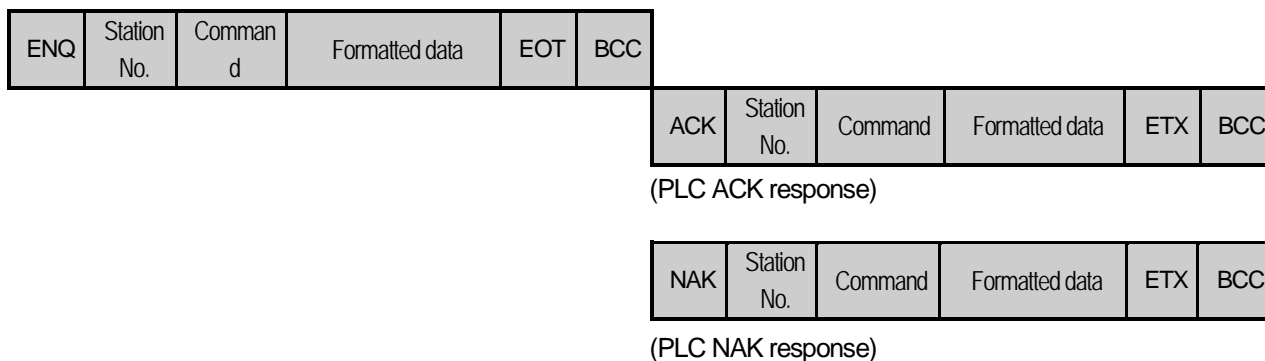 ENQ Station No. Comman d Formatted data EOT BCC
ACK Station No. Command Formatted data ETX BCC
(PLC ACK response)
NAK Station No. Command Formatted data ETX BCC
(PLC NAK response)